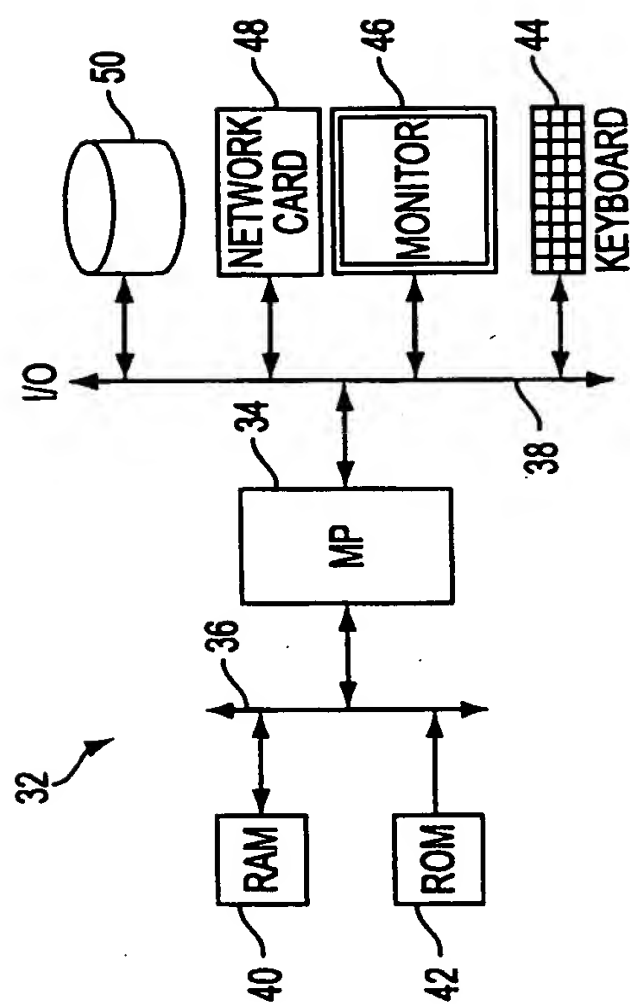 32
40
RAM
42
ROM
36
34
MP
I/O
38
50
48
NETWORK
CARD
46
MONITOR
44
KEYBOARD